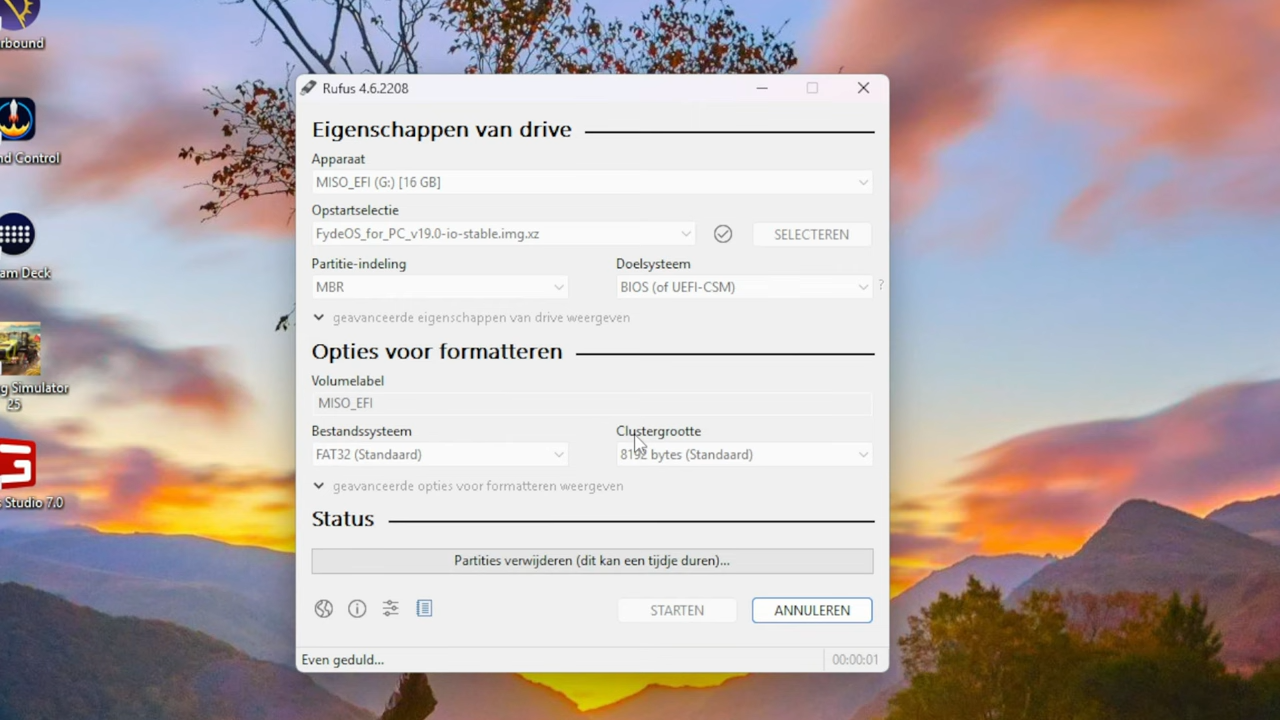 rbound
nd Control
am Deck
g Simulator
25
s Studio 7.0
Rufus 4.6.2208
Eigenschappen van drive
Apparaat
MISO_EFI (G:) [16 GB]
Opstartselectie
FydeOS_for_PC_v19.0-io-stable.img.xz
SELECTEREN
Partitie-indeling
Doelsysteem
MBR
BIOS (of UEFI-CSM)
?
geavanceerde eigenschappen van drive weergeven
Opties voor formatteren
Volumelabel
MISO_EFI
Bestandssysteem
Clustergrootte
FAT32 (Standaard)
8192 bytes (Standaard)
geavanceerde opties voor formatteren weergeven
Status
Partities verwijderen (dit kan een tijdje duren)...
STARTEN
ANNULEREN
Even geduld...
00:00:01